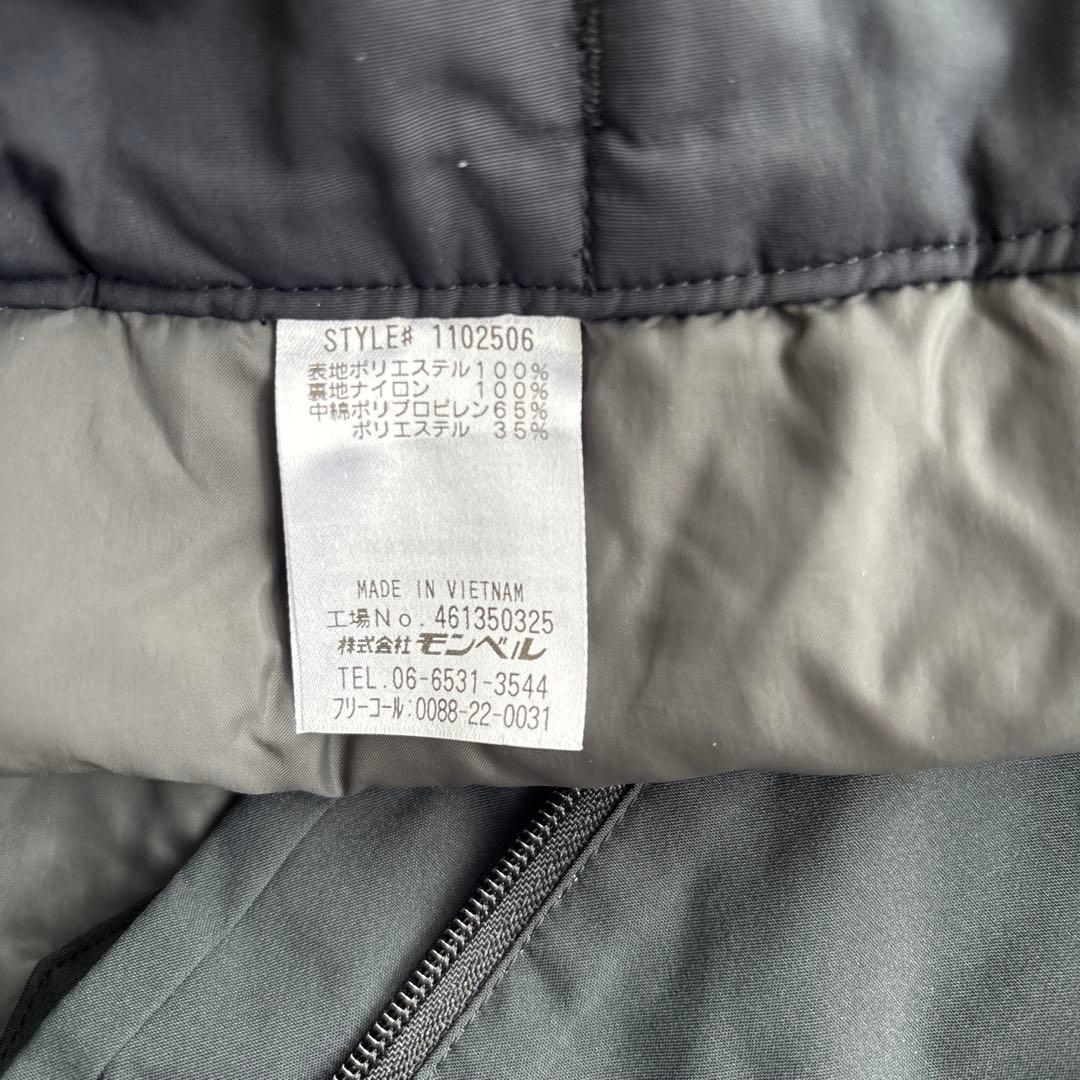 STYLE# 1102506
表地ポリエステル100%
裏地ナイロン 100%
中綿ポリプロピレン65%
ポリエステル 35%
MADE IN VIETNAM
工場No. 461350325
株式会社モンベル
TEL.06-6531-3544
フリーコール:0088-22-0031